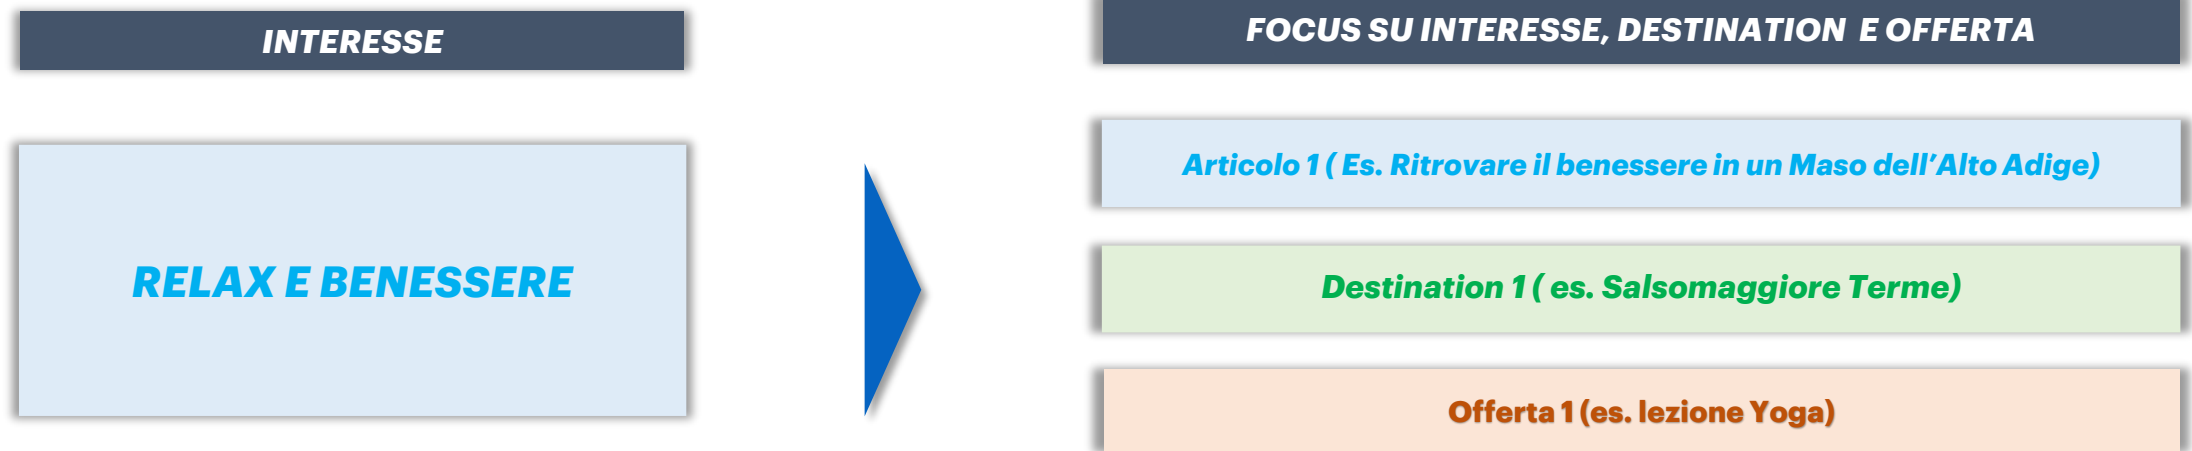 INTERESSE
FOCUS SU INTERESSE, DESTINATION E OFFERTA
RELAX E BENESSERE
Articolo 1 ( Es. Ritrovare il benessere in un Maso dell’Alto Adige)
Destination 1 ( es. Salsomaggiore Terme)
Offerta 1 (es. lezione Yoga)